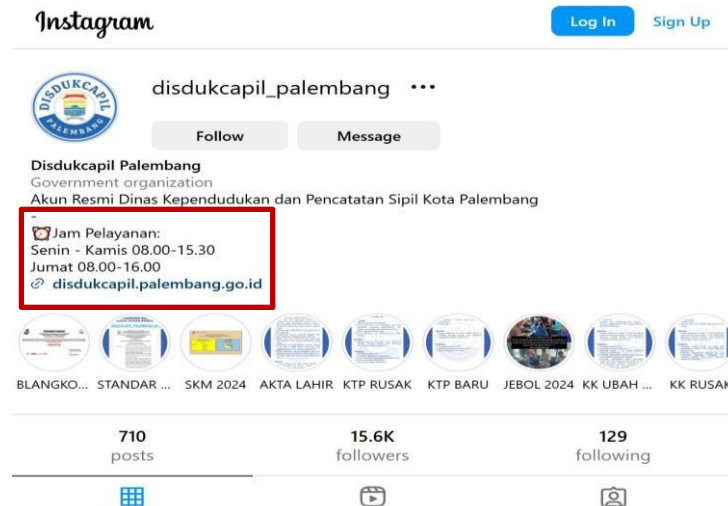 Instagram
Log In
Sign Up
DISDUKCAPIL
PALEMBANG
disdukcapil_palembang
Follow
Message
Disdukcapil Palembang
Government organization
Akun Resmi Dinas Kependudukan dan Pencatatan Sipil Kota Palembang
-
Jam Pelayanan:
Senin - Kamis 08.00-15.30
Jumat 08.00-16.00
disdukcapil.palembang.go.id
BLANGKO... STANDAR ... SKM 2024 AKTA LAHIR KTP RUSAK KTP BARU JEBOL 2024 KK UBAH ... KK RUSAK
710 15.6K 129
posts followers following